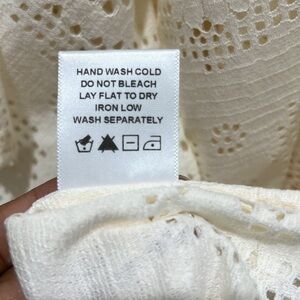 HAND WASH COLD
DO NOT BLEACH
LAY FLAT TO DRY
IRON LOW
WASH SEPARATELY